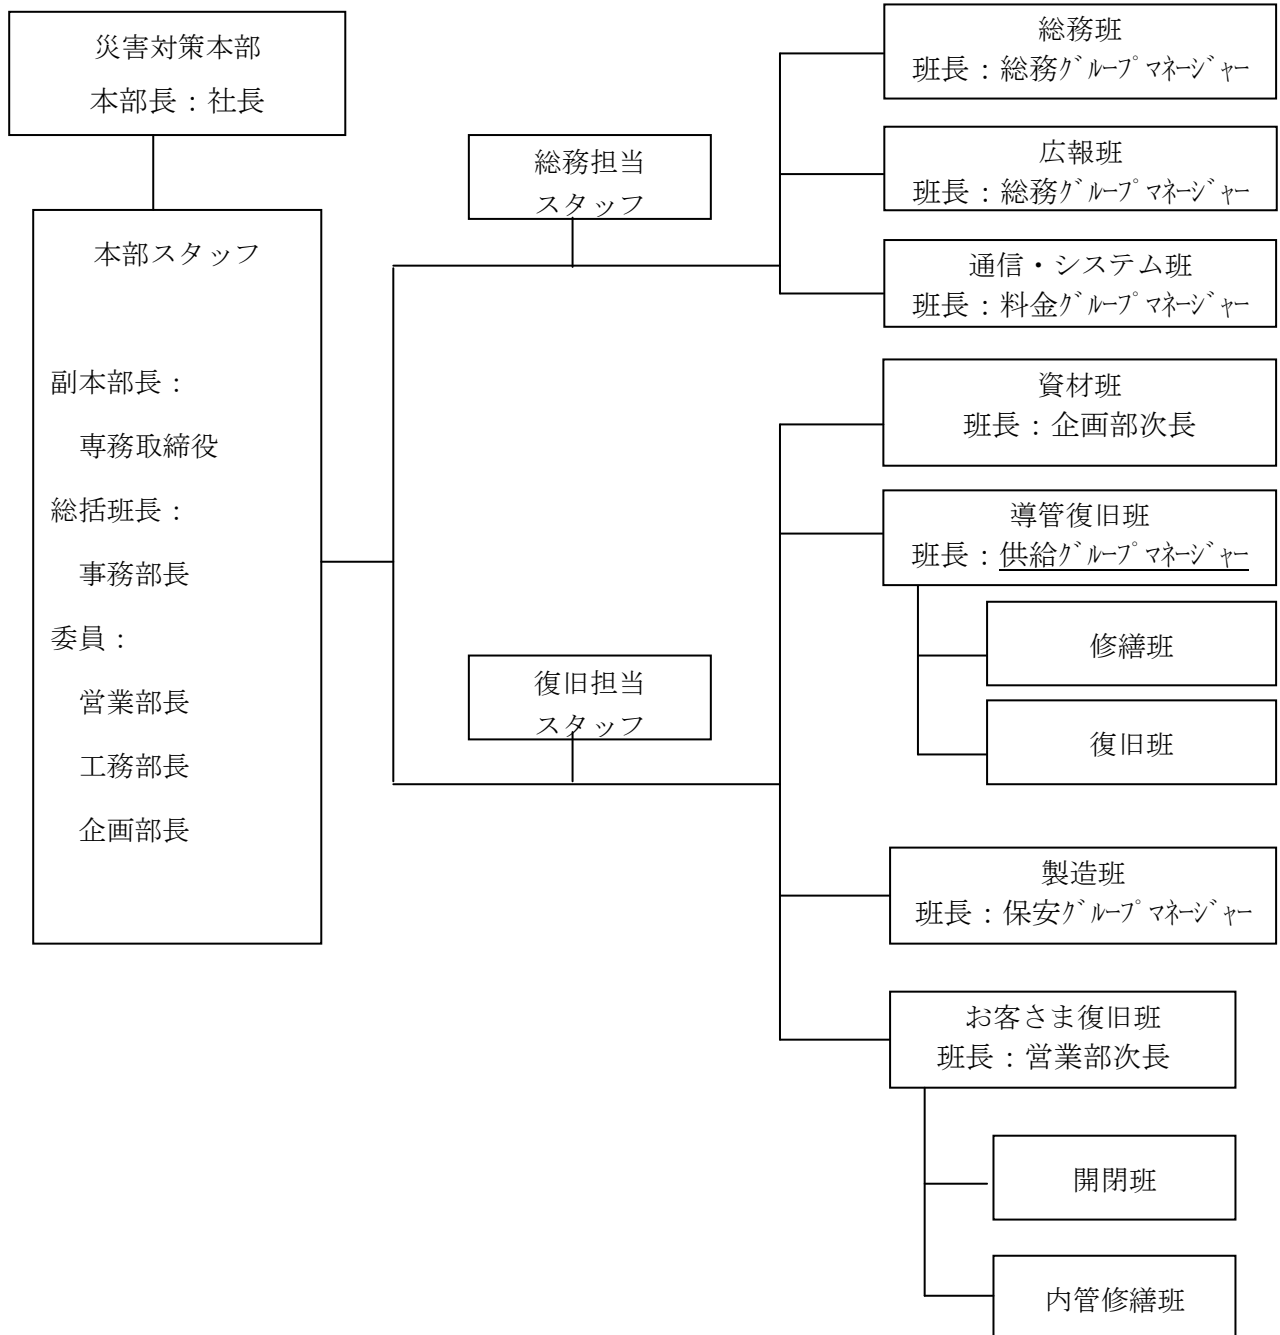 災害対策本部
本部長：社長
本部スタッフ
副本部長：
専務取締役
総括班長：
事務部長
委員：
営業部長
工務部長
企画部長
総務担当
スタッフ
復旧担当
スタッフ
総務班
班長：総務ｸﾞﾙｰﾌﾟﾏﾈｰｼﾞｬｰ
広報班
班長：総務ｸﾞﾙｰﾌﾟﾏﾈｰｼﾞｬｰ
通信・システム班
班長：料金ｸﾞﾙｰﾌﾟﾏﾈｰｼﾞｬｰ
資材班
班長：企画部次長
導管復旧班
班長：供給ｸﾞﾙｰﾌﾟﾏﾈｰｼﾞｬｰ
修繕班
復旧班
製造班
班長：保安ｸﾞﾙｰﾌﾟﾏﾈｰｼﾞｬｰ
お客さま復旧班
班長：営業部次長
開閉班
内管修繕班